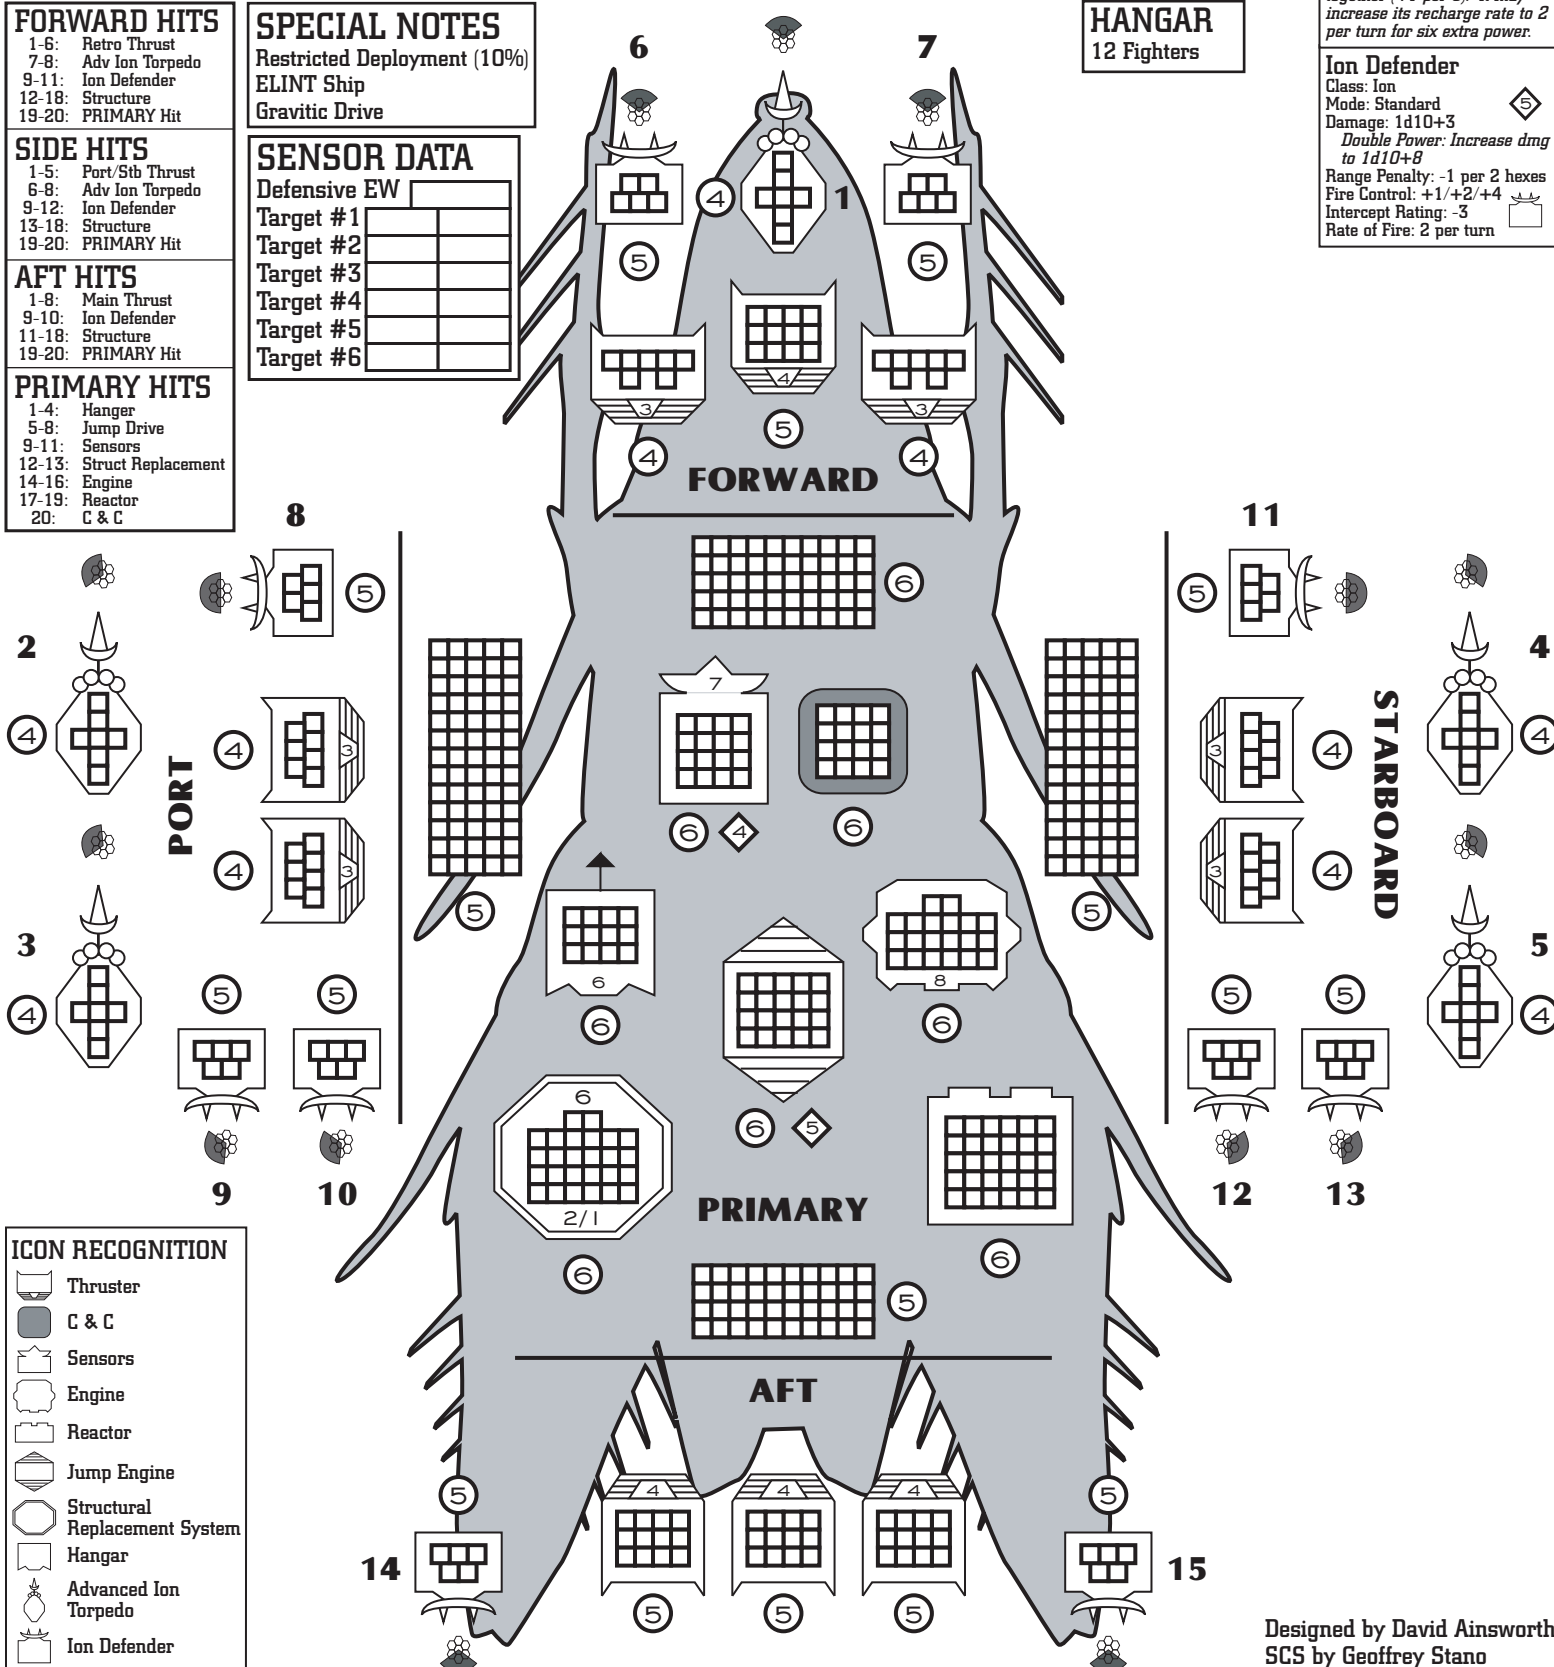 FORWARD HITS
1-6: Retro Thrust
7-8: Adv Ion Torpedo
9-11: Ion Defender
12-18: Structure
19-20: PRIMARY Hit
SIDE HITS
1-5: Port/Stb Thrust
6-8: Adv Ion Torpedo
9-12: Ion Defender
13-18: Structure
19-20: PRIMARY Hit
AFT HITS
1-8: Main Thrust
9-10: Ion Defender
11-18: Structure
19-20: PRIMARY Hit
PRIMARY HITS
1-4: Hanger
5-8: Jump Drive
9-11: Sensors
12-13: Struct Replacement
14-16: Engine
17-19: Reactor
20: C & C
SPECIAL NOTES
Restricted Deployment (10%)
ELINT Ship
Gravitic Drive
SENSOR DATA
Defensive EW
Target #1
Target #2
Target #3
Target #4
Target #5
Target #6
HANGAR
12 Fighters
increase its recharge rate to 2
per turn for six extra power.
Ion Defender
Class: Ion
Mode: Standard
5
Damage: 1d10+3
Double Power: Increase dmg
to 1d10+8
Range Penalty: -1 per 2 hexes
Fire Control: +1/+2/+4
Intercept Rating: -3
Rate of Fire: 2 per turn
6 7
4 1
5 5
4
3 3
5
4 4
FORWARD
8 11
6
5 5
2 4
7
4 4 3 3 4 4
PORT STARBOARD
6 4 6
4 3 3 4
5 5
3 5
6 8
5 5 5 5
4 6 6 4
6
6 5
9 10 2/1 PRIMARY 12 13
6 6
5
AFT
4 4 4
5 5
14 15
5 5 5
ICON RECOGNITION
Thruster
C & C
Sensors
Engine
Reactor
Jump Engine
Structural
Replacement System
Hangar
Advanced Ion
Torpedo
Ion Defender
Designed by David Ainsworth
SCS by Geoffrey Stano